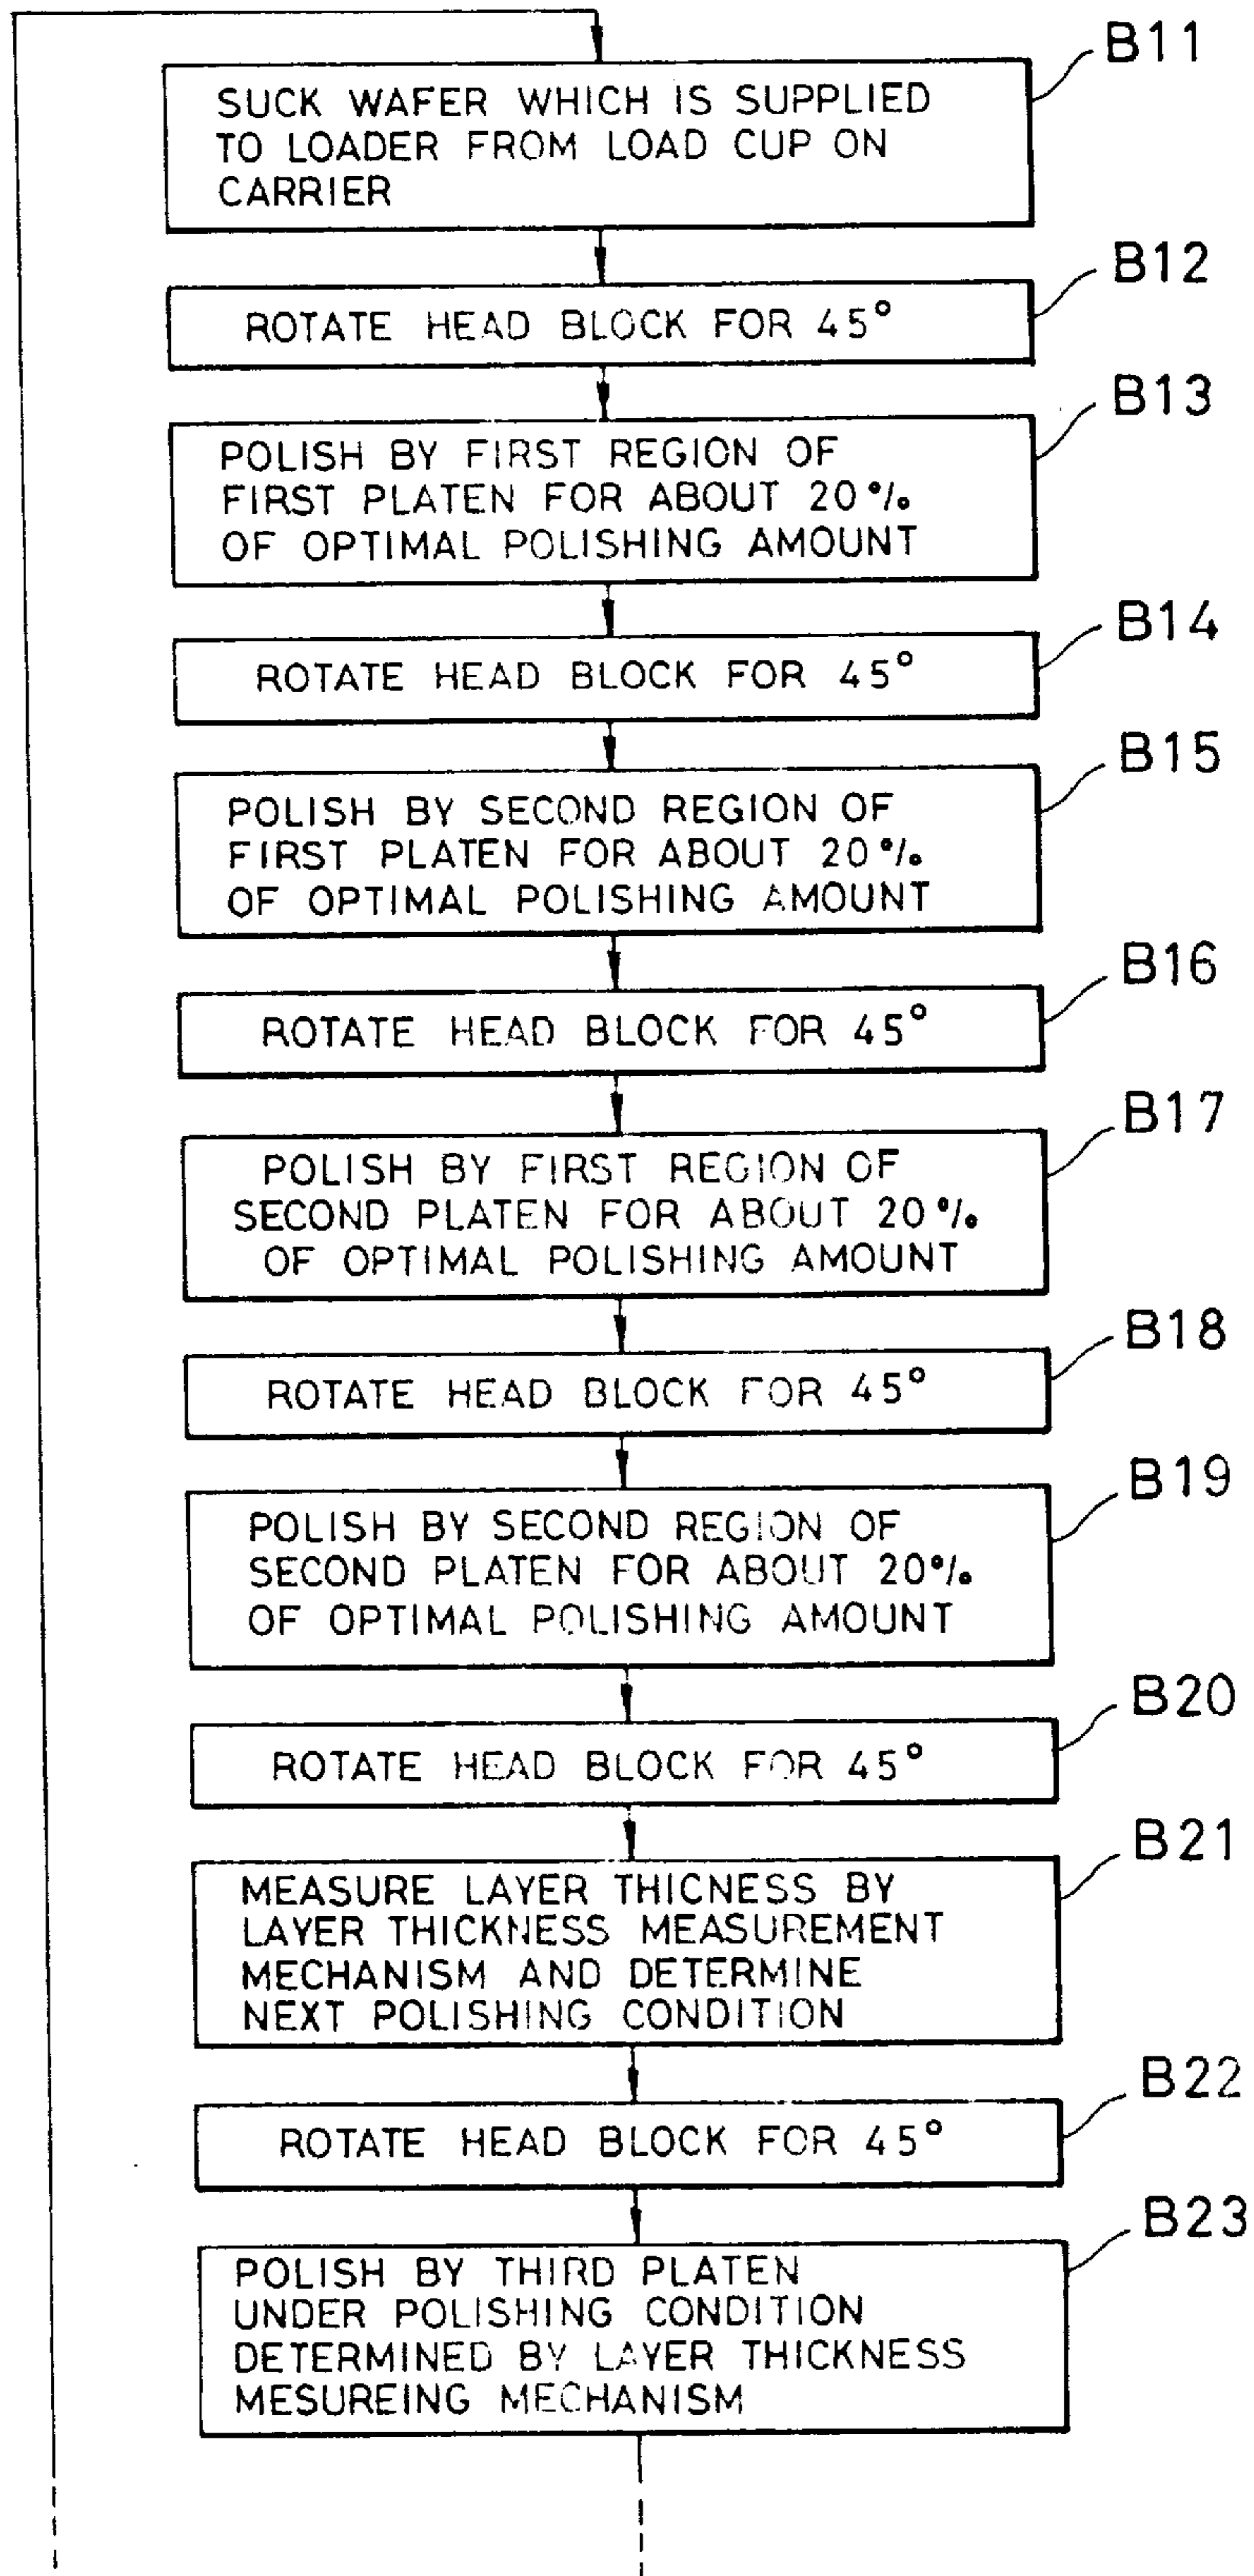 B11
SUCK WAFER WHICH IS SUPPLIED
TO LOADER FROM LOAD CUP ON
CARRIER
B12
ROTATE HEAD BLOCK FOR 45°
B13
POLISH BY FIRST REGION OF
FIRST PLATEN FOR ABOUT 20%
OF OPTIMAL POLISHING AMOUNT
B14
ROTATE HEAD BLOCK FOR 45°
B15
POLISH BY SECOND REGION OF
FIRST PLATEN FOR ABOUT 20%
OF OPTIMAL POLISHING AMOUNT
B16
ROTATE HEAD BLOCK FOR 45°
B17
POLISH BY FIRST REGION OF
SECOND PLATEN FOR ABOUT 20%
OF OPTIMAL POLISHING AMOUNT
B18
ROTATE HEAD BLOCK FOR 45°
B19
POLISH BY SECOND REGION OF
SECOND PLATEN FOR ABOUT 20%
OF OPTIMAL POLISHING AMOUNT
B20
ROTATE HEAD BLOCK FOR 45°
B21
MEASURE LAYER THICNESS BY
LAYER THICKNESS MEASUREMENT
MECHANISM AND DETERMINE
NEXT POLISHING CONDITION
B22
ROTATE HEAD BLOCK FOR 45°
B23
POLISH BY THIRD PLATEN
UNDER POLISHING CONDITION
DETERMINED BY LAYER THICKNESS
MESUREING MECHANISM